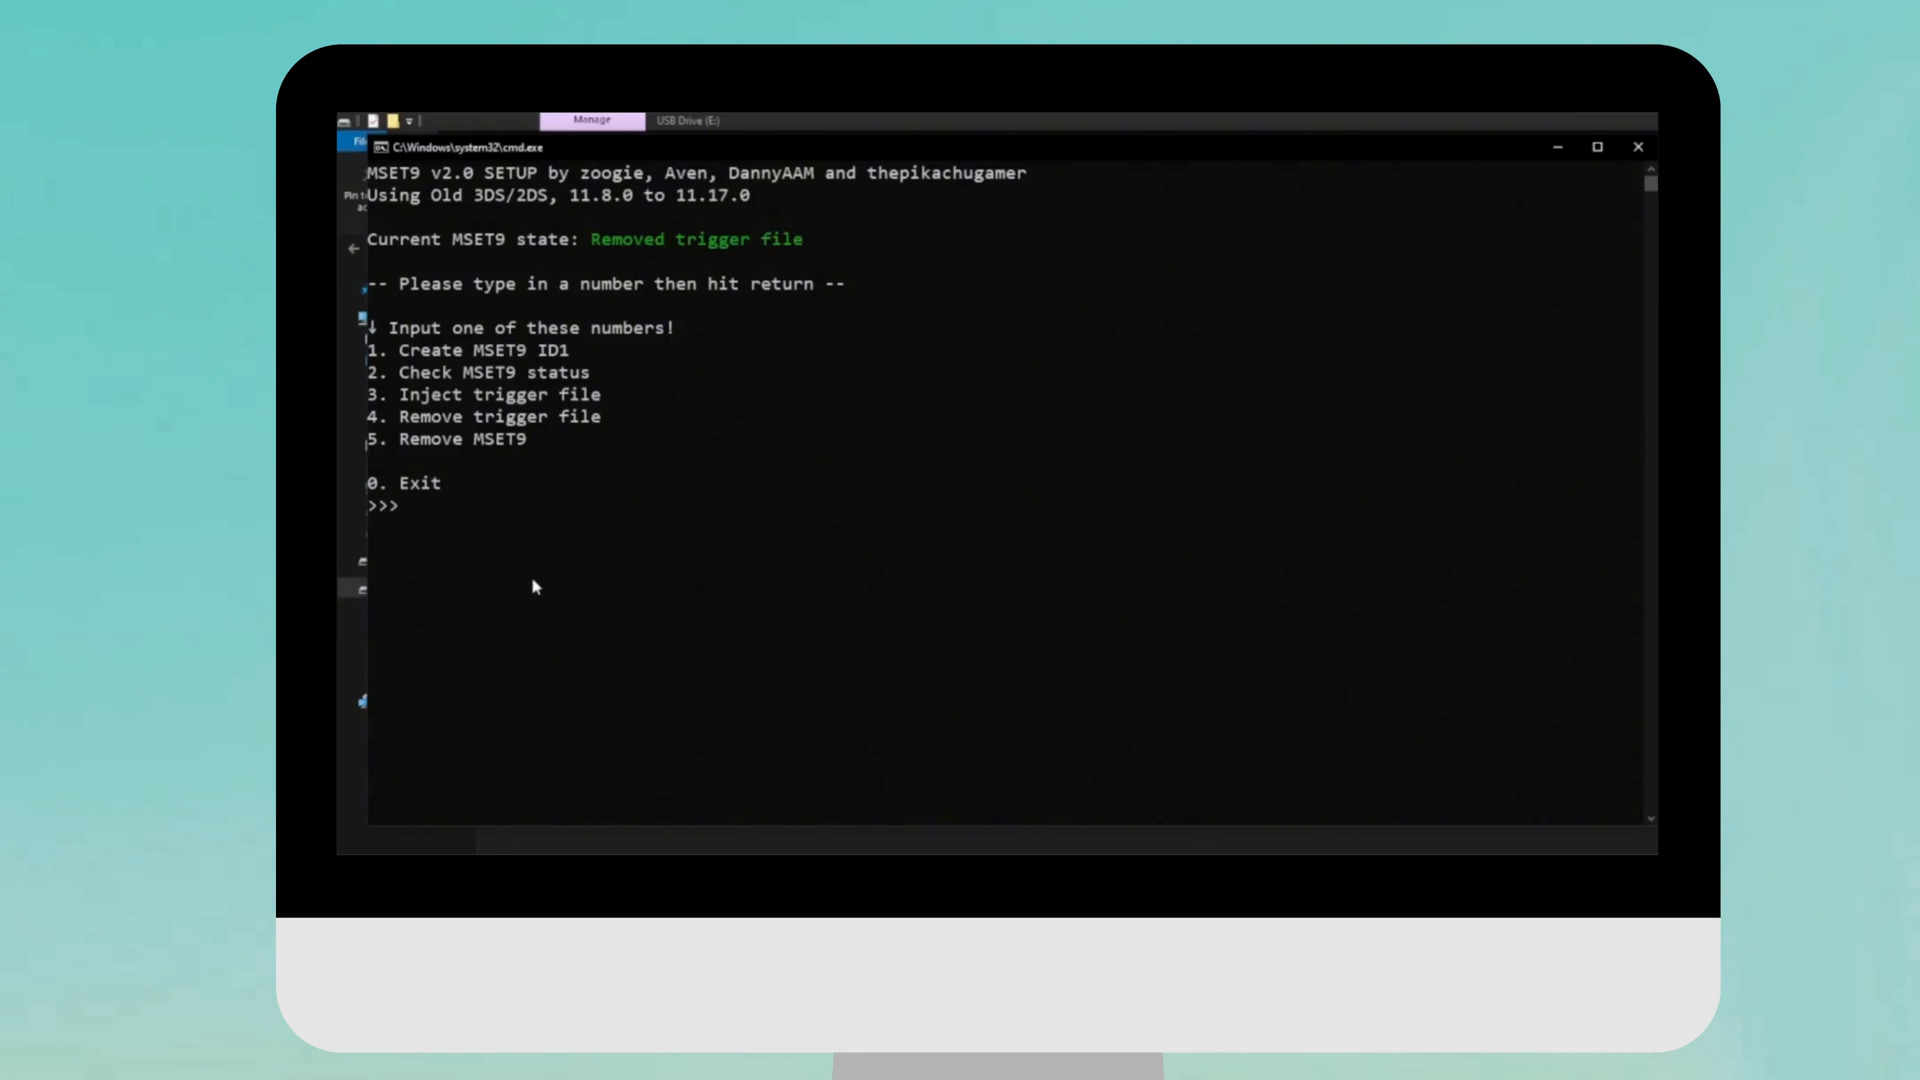 Manage
USB Drive (E:)
C:\Windows\system32\cmd.exe
MSET9 v2.0 SETUP by zoogie, Aven, DannyAAM and thepikachugamer
Using Old 3DS/2DS, 11.8.0 to 11.17.0
Current MSET9 state: Removed trigger file
-- Please type in a number then hit return --
↓ Input one of these numbers!
1. Create MSET9 ID1
2. Check MSET9 status
3. Inject trigger file
4. Remove trigger file
5. Remove MSET9
0. Exit
>>>